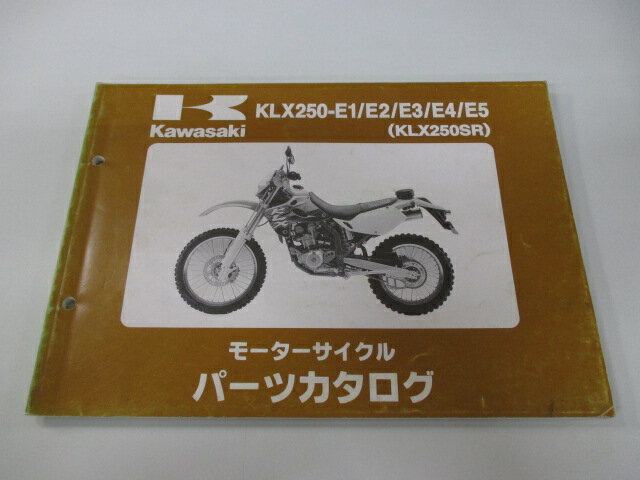 KLX250-E1/E2/E3/E4/E5
Kawasaki
(KLX250SR)
モーターサイクル
パーツカタログ